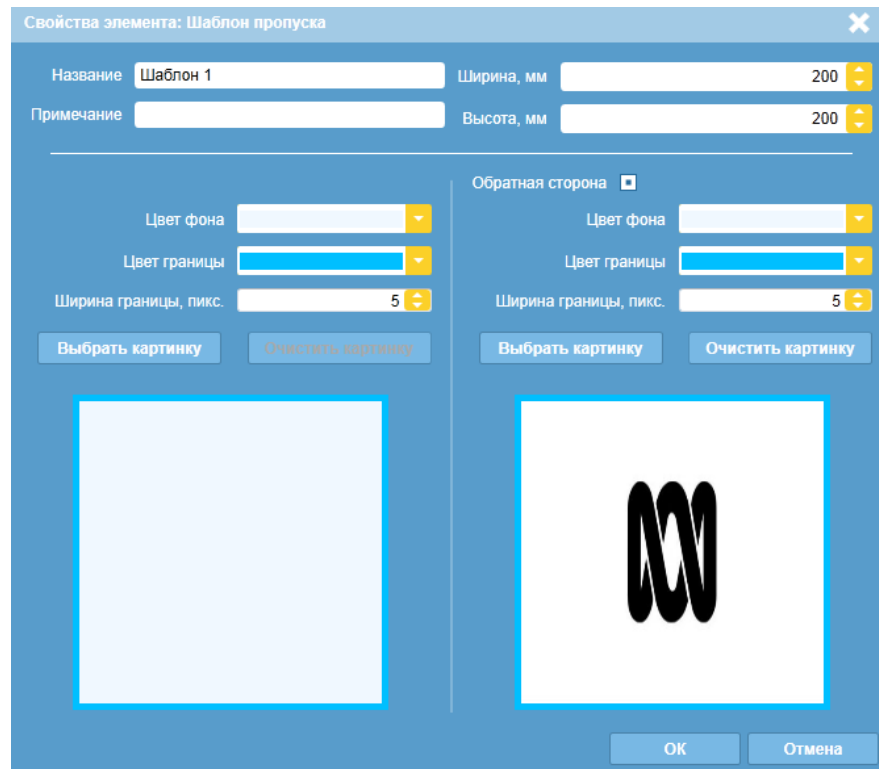 Свойства элемента: Шаблон пропуска
Название Шаблон 1 Ширина, мм 200
Примечание Высота, мм 200
Обратная сторона
Цвет фона Цвет фона
Цвет границы Цвет границы
Ширина границы, пикс. 5 Ширина границы, пикс. 5
Выбрать картинку Очистить картинку Выбрать картинку Очистить картинку
ОК Отмена